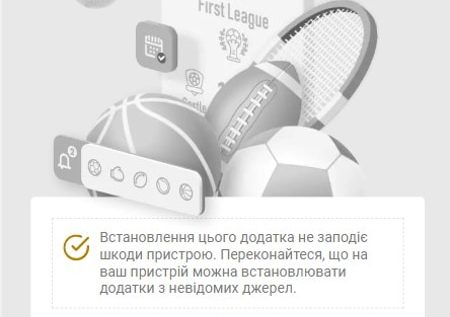 First League
2
Встановлення цього додатка не заподіє
шкоди пристрою. Переконайтеся, що на
ваш пристрій можна встановлювати
додатки з невідомих джерел.